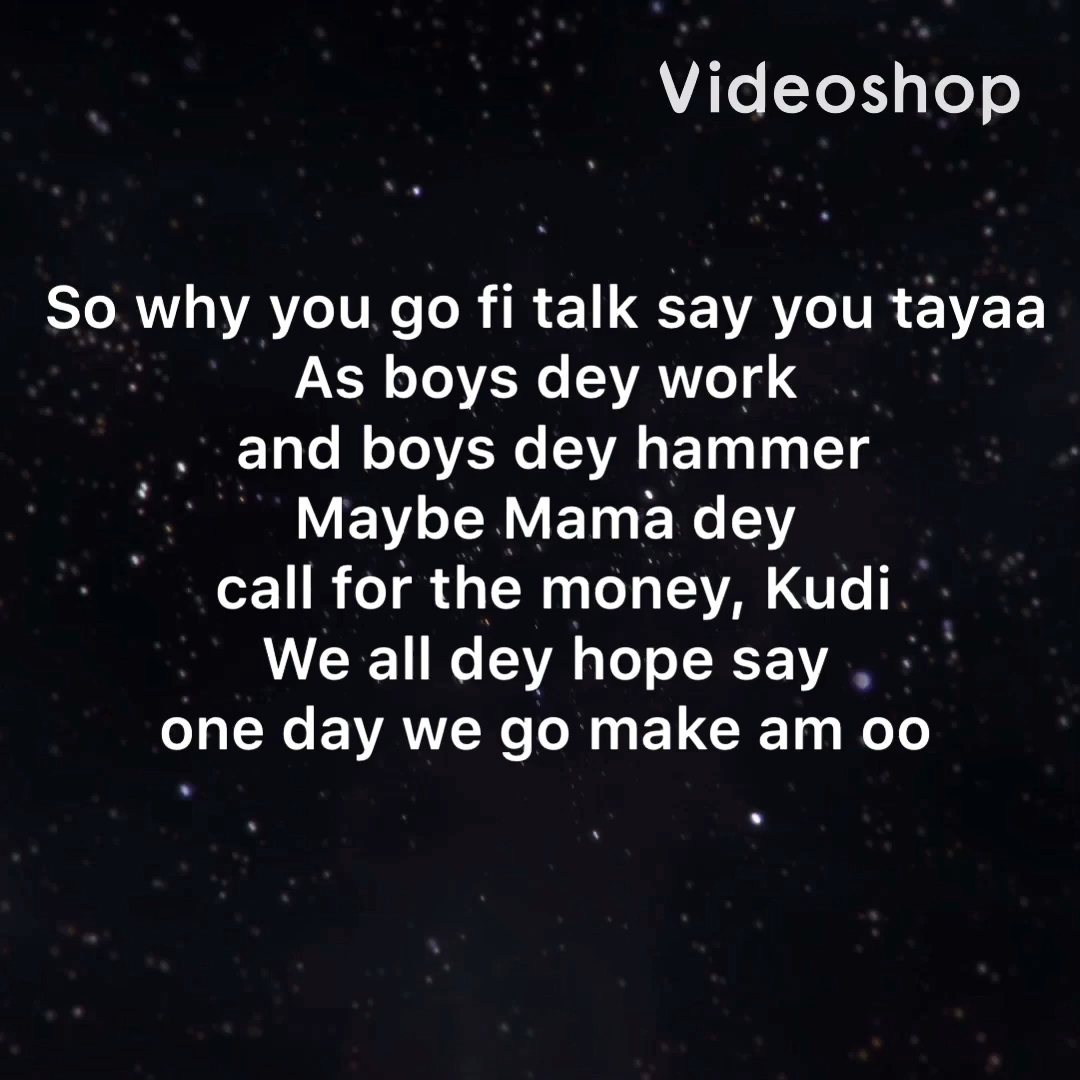 Videoshop
So why you go fi talk say you tayaa
As boys dey work
and boys dey hammer
Maybe Mama dey
call for the money, Kudi
We all dey hope say
one day we go make am oo